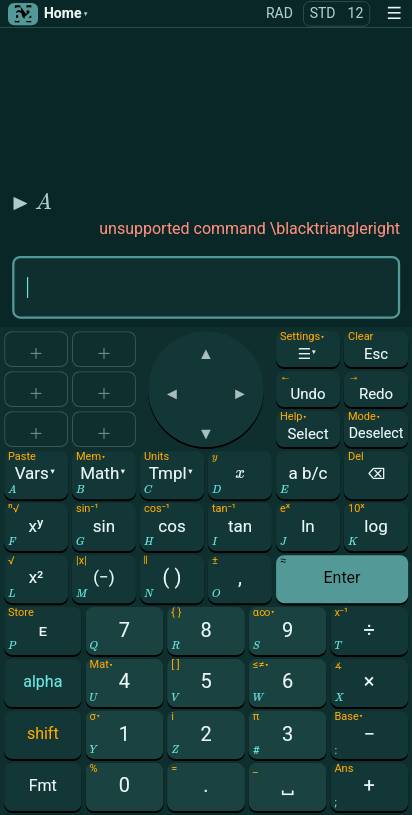 Home
RAD STD 12 ☰
▶ A
unsupported command \blacktriangleright
+ +
+ +
+ +
▲
◀ ▶
▼
Settings Clear
☰ Esc
← →
Undo Redo
Help Mode
Select Deselect
Paste Mem Units y Del
Vars Math Tmpl x a b/c ⌫
A B C D E
ⁿ√ sin⁻¹ cos⁻¹ tan⁻¹ eˣ 10ˣ
xʸ sin cos tan ln log
F G H I J K
√ |x| ∥ ± ≈
x² (−) ( ) , Enter
L M N O
Store { } α∞ x⁻¹
E 7 8 9 ÷
P Q R S T
Mat [ ] ≤≠ ∡
alpha 4 5 6 ×
U V W X
σ i π Base
shift 1 2 3 −
Y Z # :
% = _ Ans
Fmt 0 . ⎵ +
;